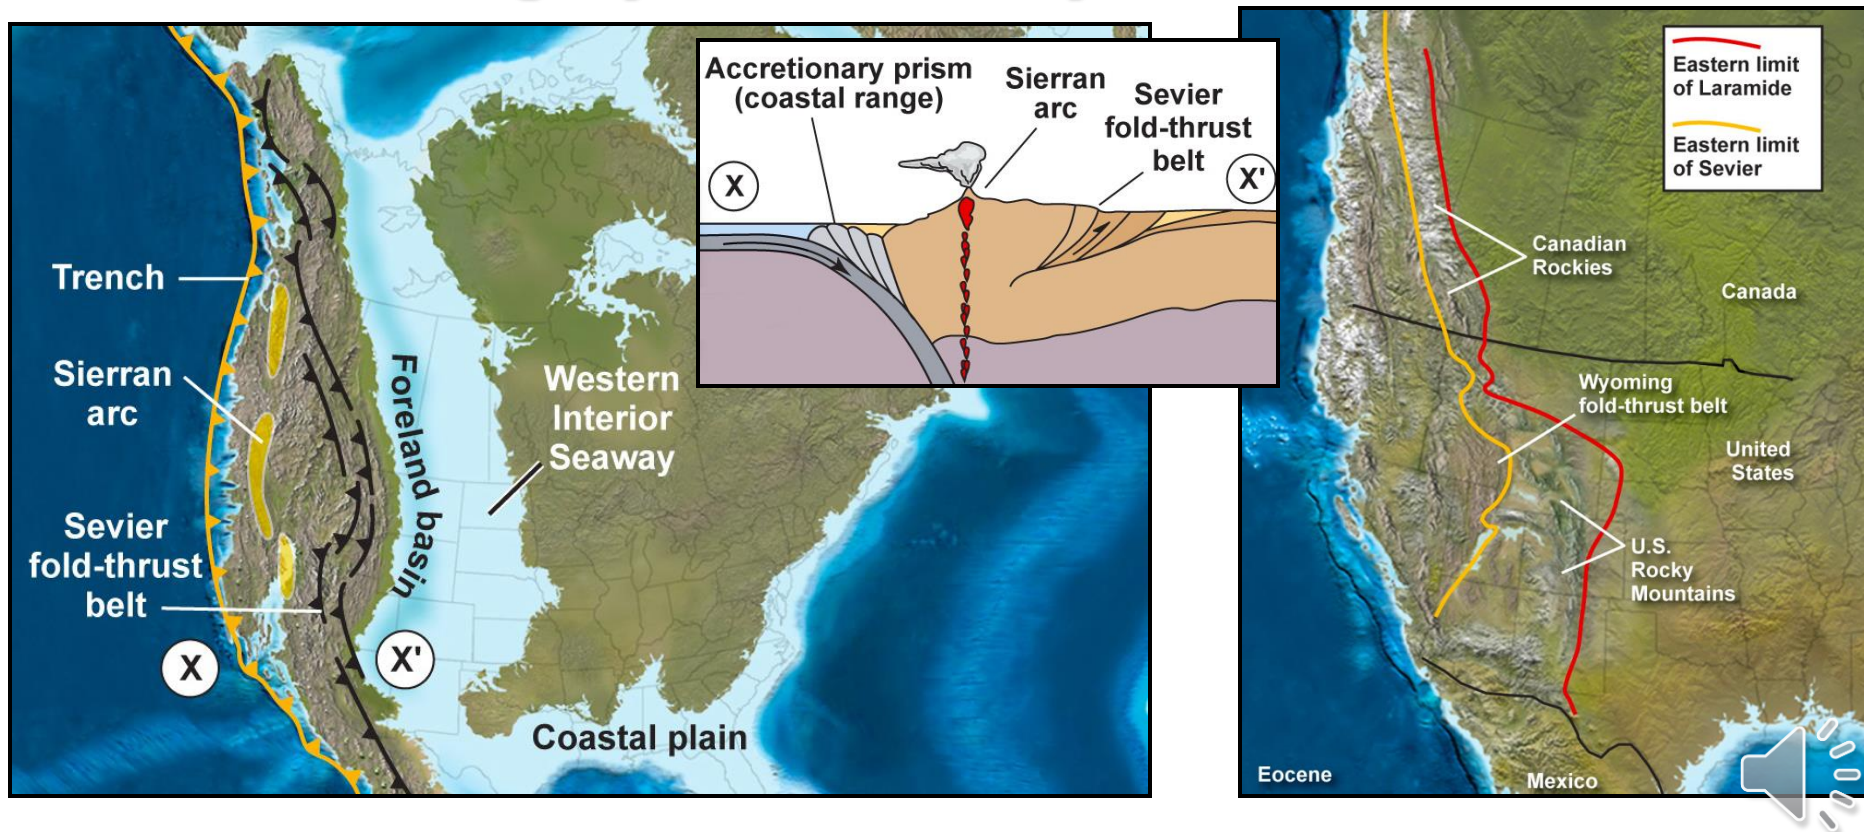 Trench
Sierran
arc
Sevier
fold-thrust
belt
X
X'
Foreland basin
Western
Interior
Seaway
Coastal plain
Accretionary prism
(coastal range)
Sierran
arc
Sevier
fold-thrust
belt
X
X'
Eastern limit
of Laramide
Eastern limit
of Sevier
Canadian
Rockies
Canada
Wyoming
fold-thrust belt
United
States
U.S.
Rocky
Mountains
Eocene
Mexico